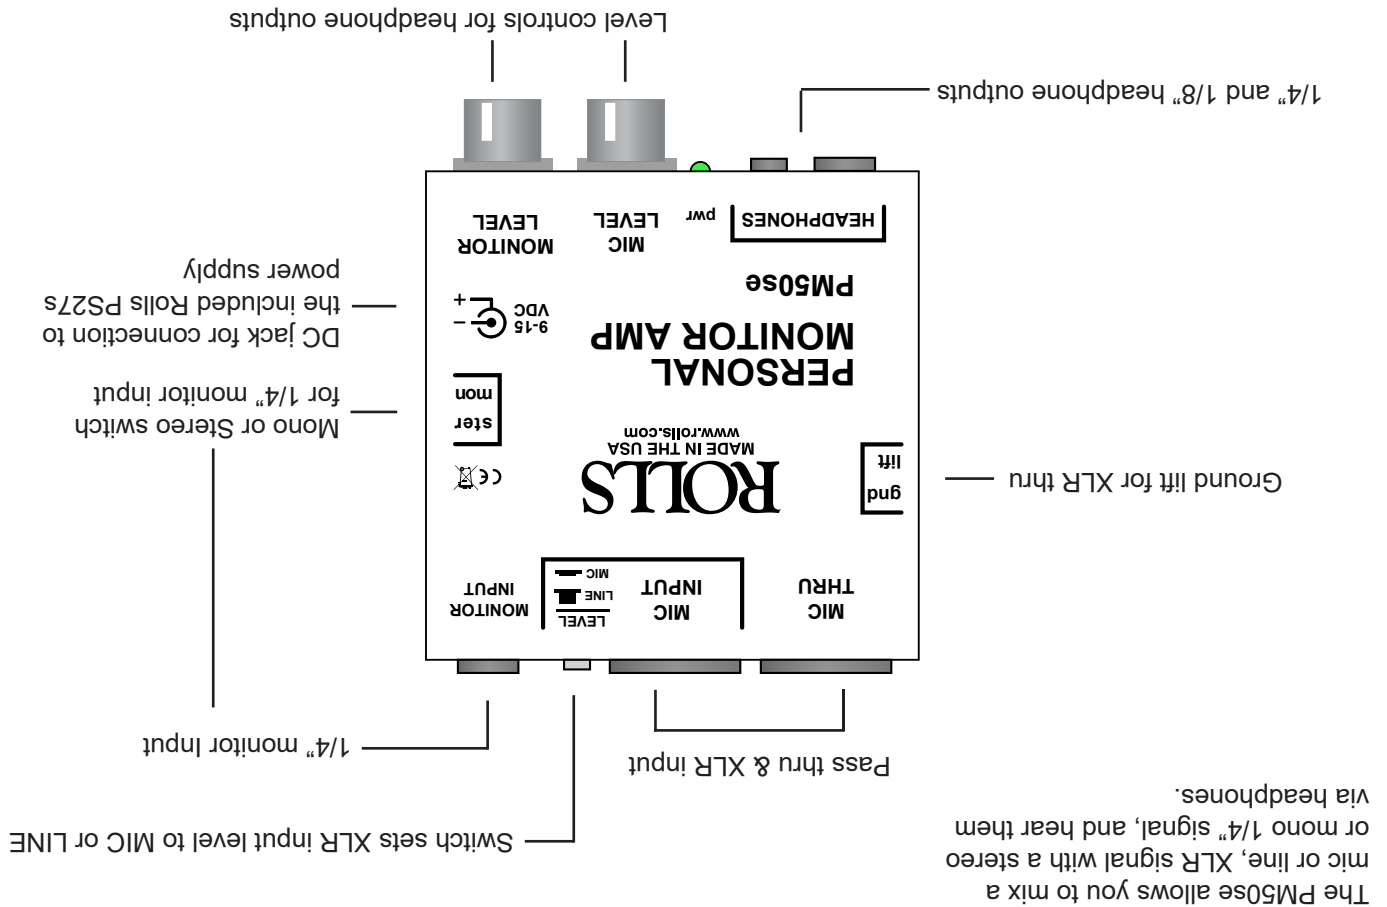 The PM50se allows you to mix a
mic or line, XLR signal with a stereo
or mono 1/4” signal, and hear them
via headphones.
Switch sets XLR input level to MIC or LINE
Pass thru & XLR input
1/4” monitor Input
MIC
THRU
MIC
INPUT
LEVEL
LINE
MIC
MONITOR
INPUT
gnd
lift
Ground lift for XLR thru
ROLLS
MADE IN THE USA
www.rolls.com
CE
ster
mon
Mono or Stereo switch
for 1/4” monitor input
PERSONAL
MONITOR AMP
PM50se
9-15
VDC
-
+
DC jack for connection to
the included Rolls PS27s
power supply
HEADPHONES
pwr
MIC
LEVEL
MONITOR
LEVEL
1/4” and 1/8” headphone outputs
Level controls for headphone outputs